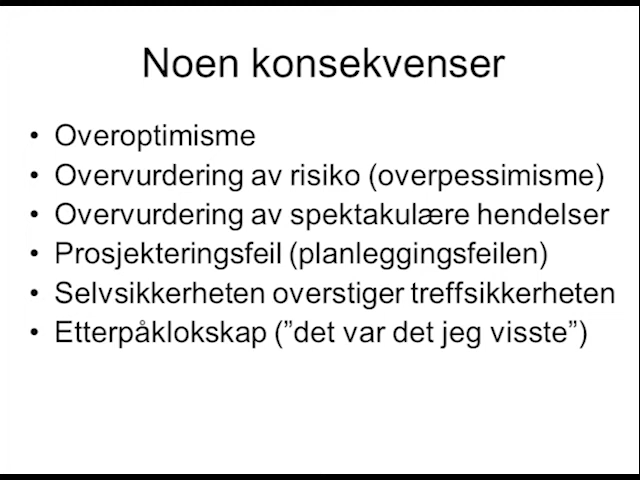 Noen konsekvenser
• Overoptimisme
• Overvurdering av risiko (overpessimisme)
• Overvurdering av spektakulære hendelser
• Prosjekteringsfeil (planleggingsfeilen)
• Selvsikkerheten overstiger treffsikkerheten
• Etterpåklokskap (”det var det jeg visste”)